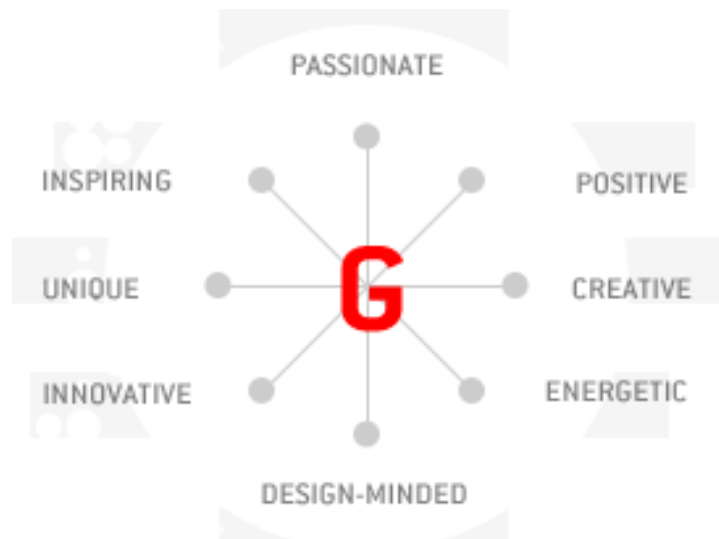 PASSIONATE
INSPIRING
POSITIVE
G
UNIQUE
CREATIVE
INNOVATIVE
ENERGETIC
DESIGN-MINDED